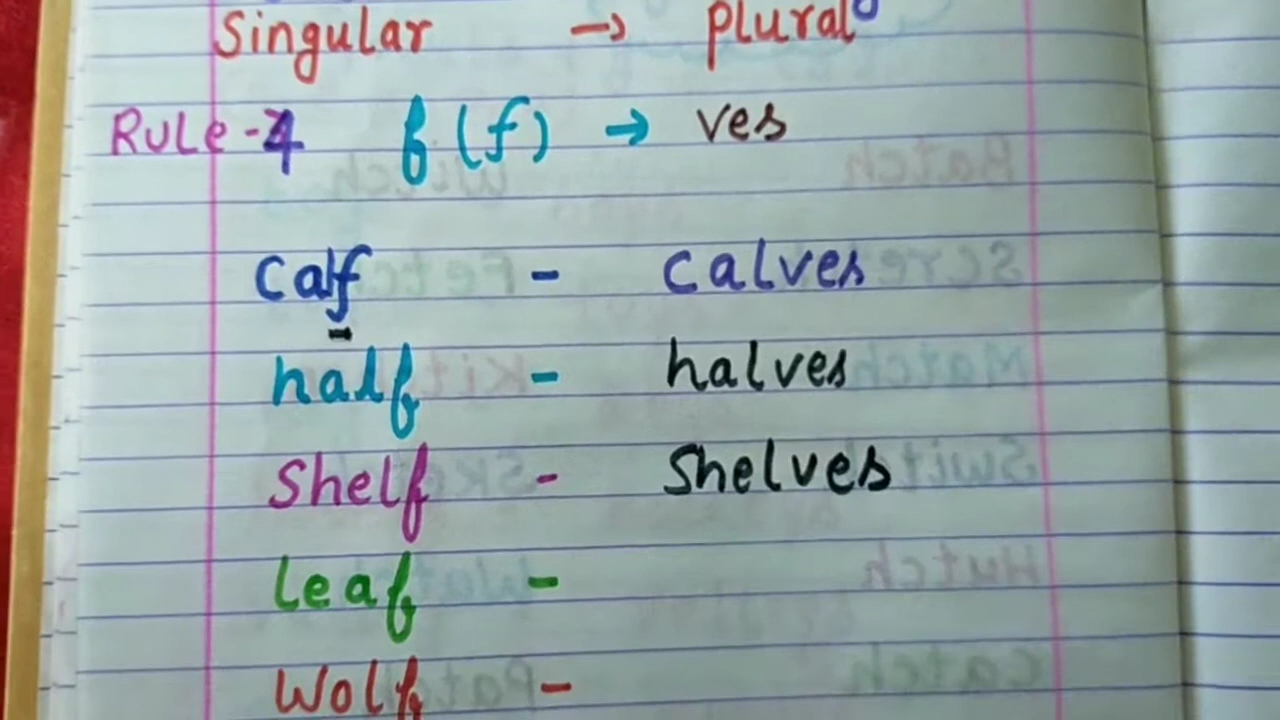 Singular → Plural
Rule-4 f (f) → ves
Calf - calves
half - halves
Shelf - Shelves
leaf -
Wolf -